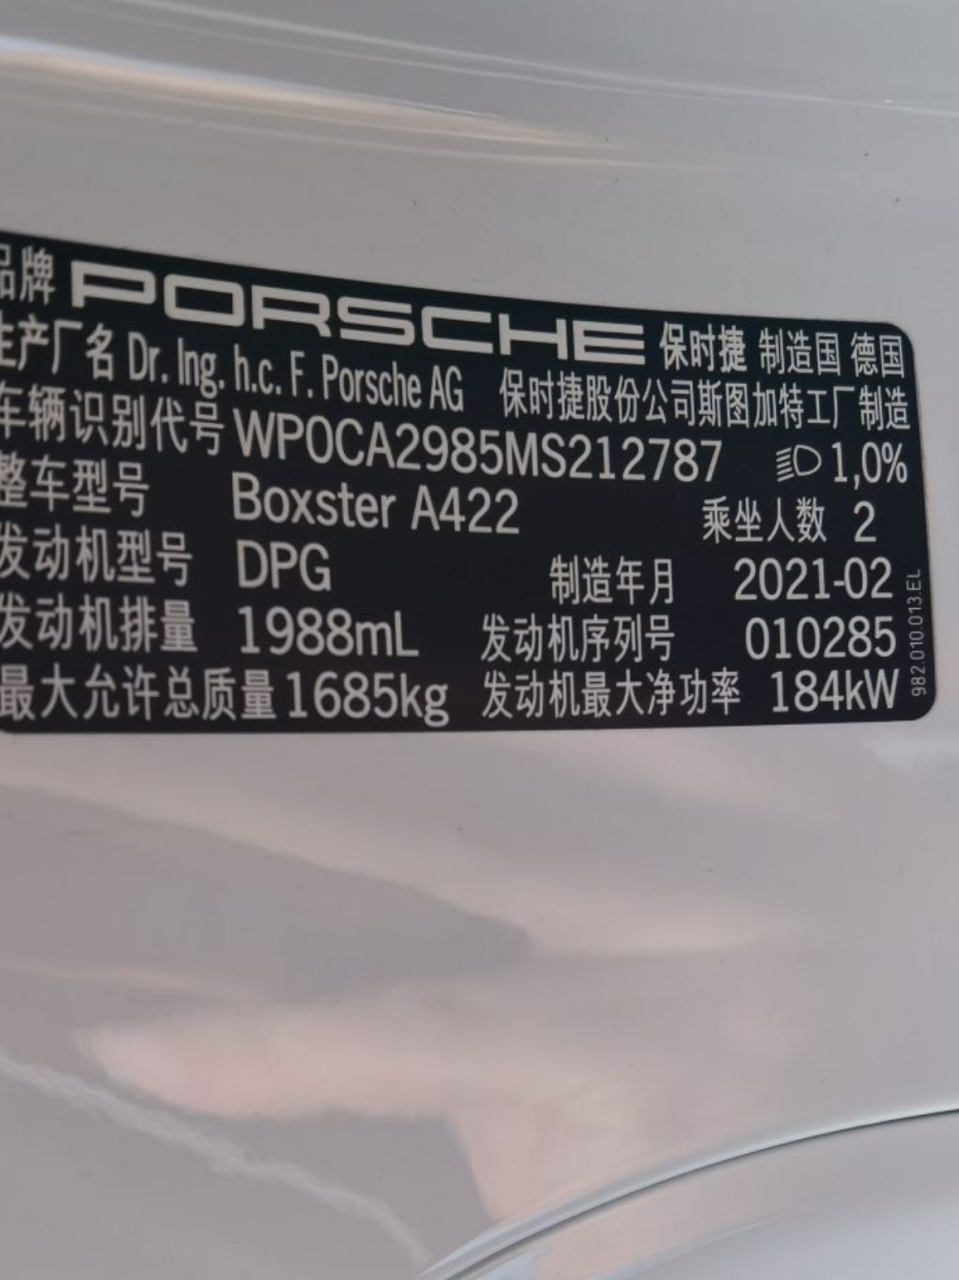 品牌 PORSCHE 保时捷 制造国 德国
生产厂名 Dr. Ing. h.c. F. Porsche AG 保时捷股份公司斯图加特工厂制造
车辆识别代号 WP0CA2985MS212787 1,0%
整车型号 Boxster A422 乘坐人数 2
发动机型号 DPG 制造年月 2021-02
发动机排量 1988mL 发动机序列号 010285
最大允许总质量 1685kg 发动机最大净功率 184kW
982.010.013.EL